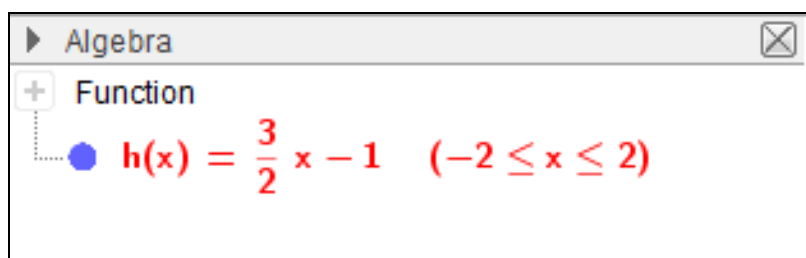 Algebra
Function
h(x) = 3/2 x − 1 (−2 ≤ x ≤ 2)